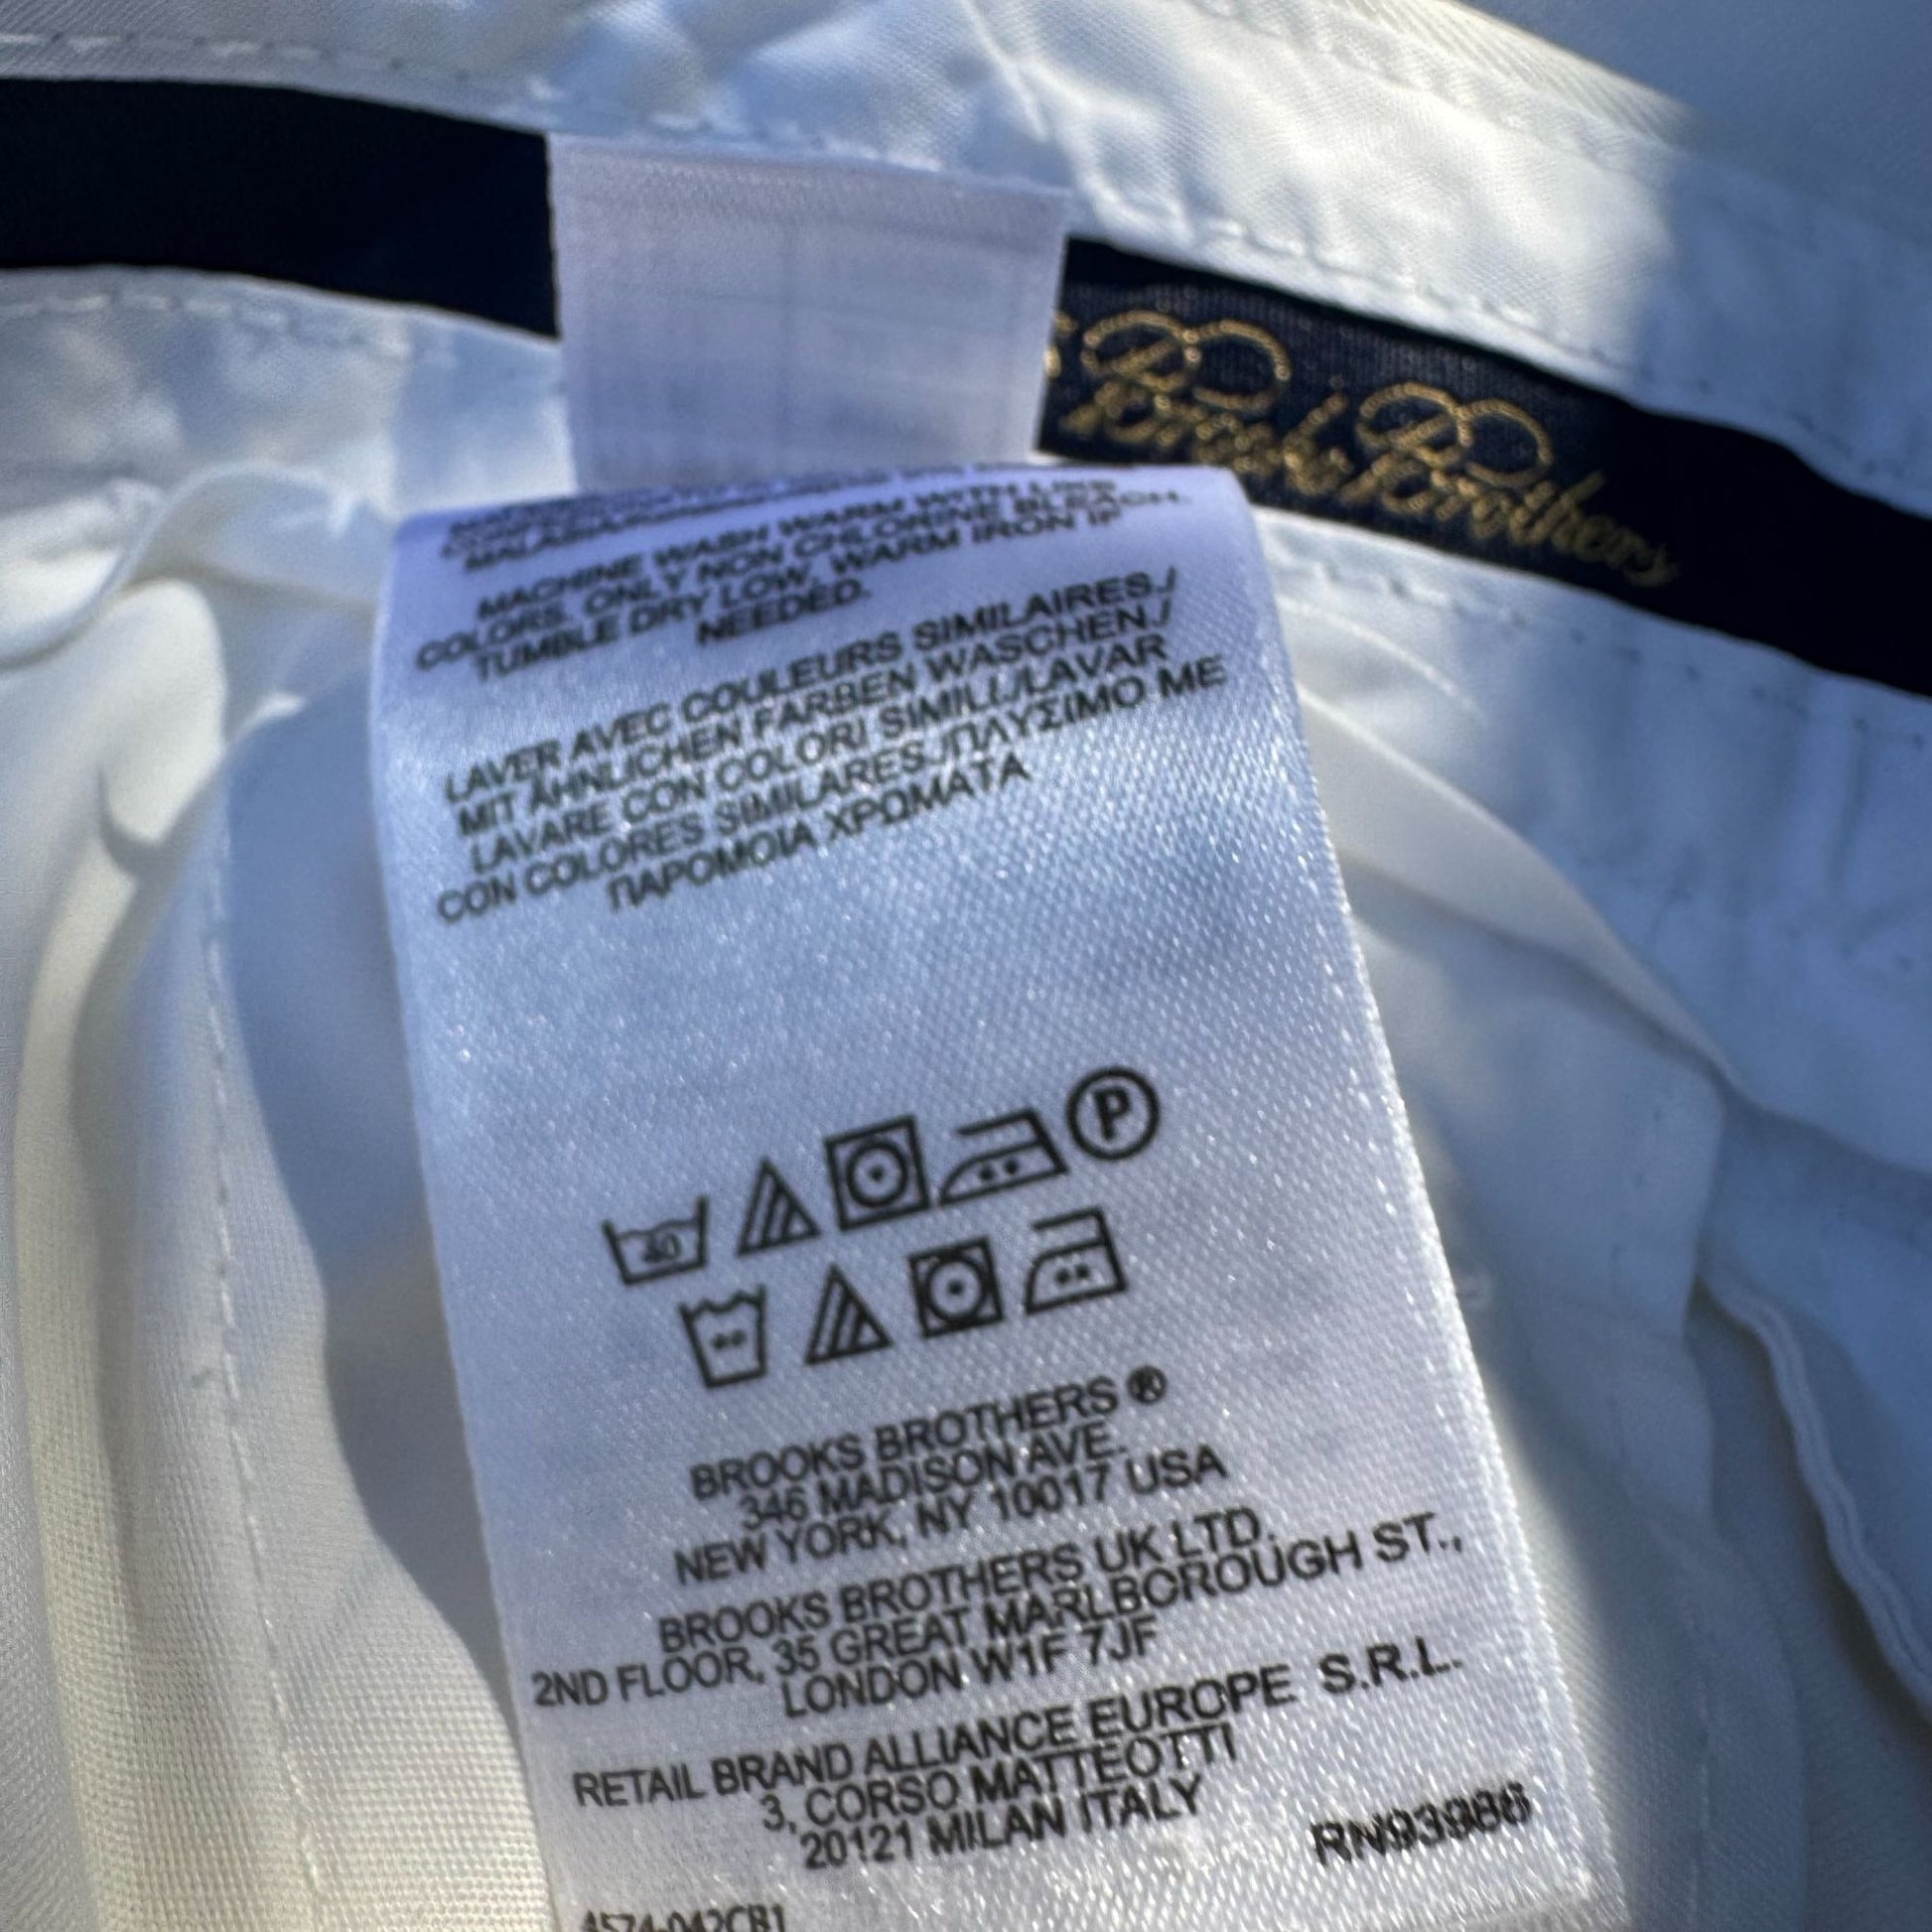 Brooks Brothers
MACHINE WASH WARM WITH LIKE
COLORS. ONLY NON CHLORINE BLEACH.
TUMBLE DRY LOW. WARM IRON IF
NEEDED.
LAVER AVEC COULEURS SIMILAIRES./
MIT ÄHNLICHEN FARBEN WASCHEN./
LAVARE CON COLORI SIMILI./LAVAR
CON COLORES SIMILARES./ΠΛΥΣΙΜΟ ΜΕ
ΠΑΡΟΜΟΙΑ ΧΡΩΜΑΤΑ
40 P
BROOKS BROTHERS ®
346 MADISON AVE.
NEW YORK, NY 10017 USA
BROOKS BROTHERS UK LTD.
2ND FLOOR, 35 GREAT MARLBOROUGH ST.,
LONDON W1F 7JF
RETAIL BRAND ALLIANCE EUROPE S.R.L.
3, CORSO MATTEOTTI
20121 MILAN ITALY
RN93986
4574-042CB1